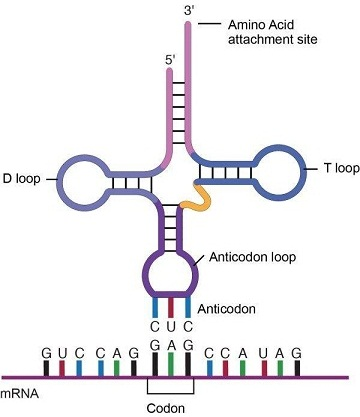 3'
Amino Acid
attachment site
5'
D loop
T loop
Anticodon loop
Anticodon
C U C
G U C C A G G A G C C A U A G
mRNA
Codon